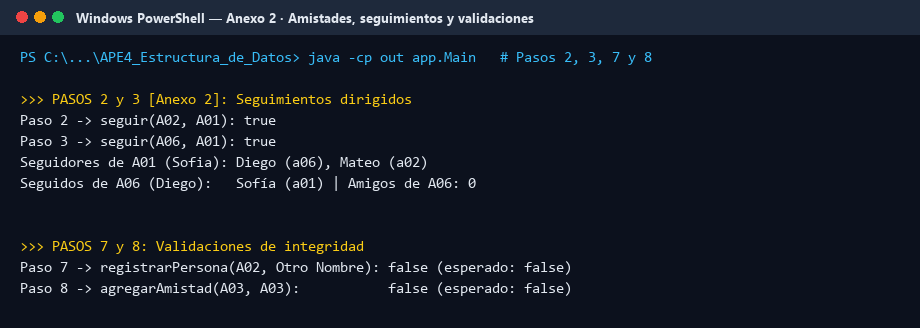 Windows PowerShell — Anexo 2 · Amistades, seguimientos y validaciones
PS C:\...\APE4_Estructura_de_Datos> java -cp out app.Main   # Pasos 2, 3, 7 y 8
>>> PASOS 2 y 3 [Anexo 2]: Seguimientos dirigidos
Paso 2 -> seguir(A02, A01): true
Paso 3 -> seguir(A06, A01): true
Seguidores de A01 (Sofia): Diego (a06), Mateo (a02)
Seguidos de A06 (Diego):   Sofía (a01) | Amigos de A06: 0
>>> PASOS 7 y 8: Validaciones de integridad
Paso 7 -> registrarPersona(A02, Otro Nombre): false (esperado: false)
Paso 8 -> agregarAmistad(A03, A03):           false (esperado: false)